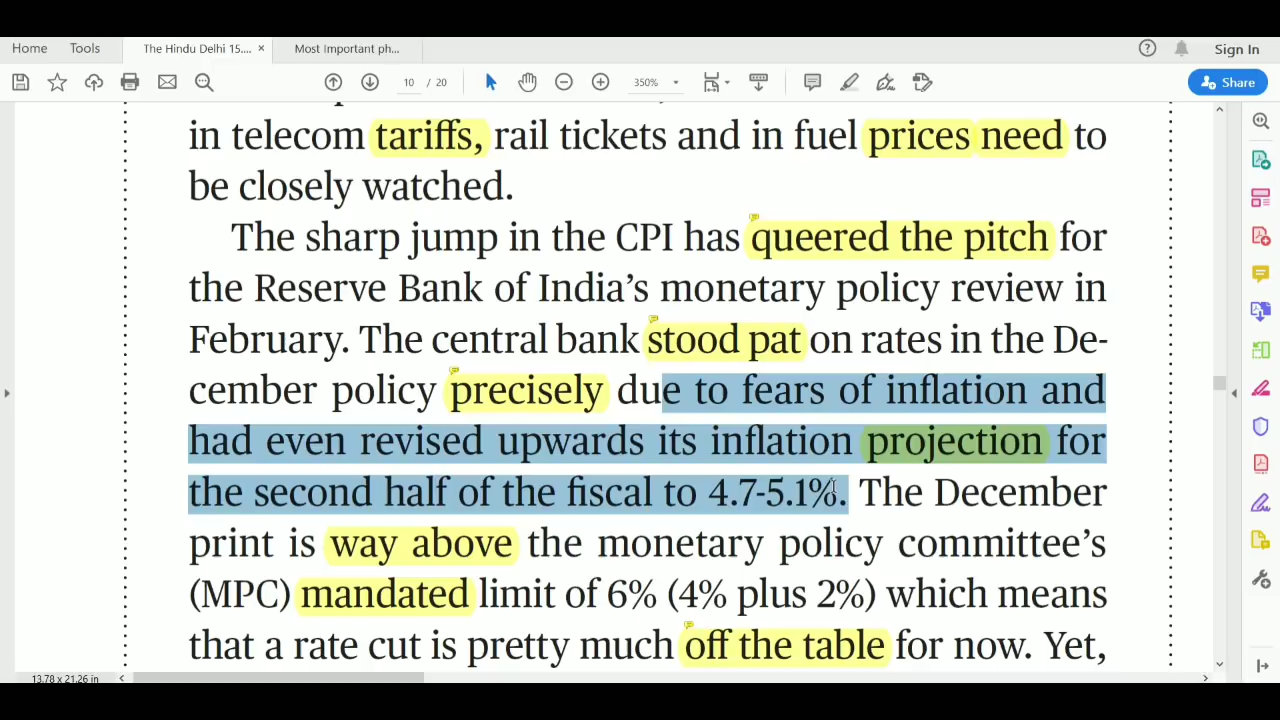 Home Tools The Hindu Delhi 15.... × Most Important ph... Sign In
10 / 20 350% Share
in telecom tariffs, rail tickets and in fuel prices need to
be closely watched.
The sharp jump in the CPI has queered the pitch for
the Reserve Bank of India’s monetary policy review in
February. The central bank stood pat on rates in the De-
cember policy precisely due to fears of inflation and
had even revised upwards its inflation projection for
the second half of the fiscal to 4.7-5.1%. The December
print is way above the monetary policy committee’s
(MPC) mandated limit of 6% (4% plus 2%) which means
that a rate cut is pretty much off the table for now. Yet,
13.78 x 21.26 in